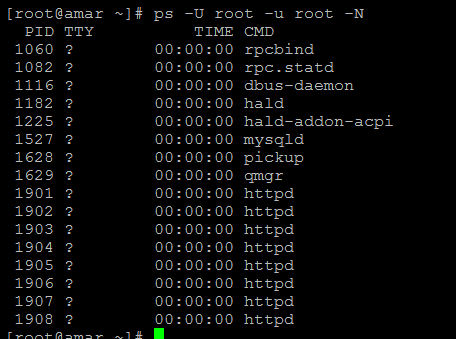 [root@amar ~]# ps -U root -u root -N
  PID TTY          TIME CMD
 1060 ?        00:00:00 rpcbind
 1082 ?        00:00:00 rpc.statd
 1116 ?        00:00:00 dbus-daemon
 1182 ?        00:00:00 hald
 1225 ?        00:00:00 hald-addon-acpi
 1527 ?        00:00:00 mysqld
 1628 ?        00:00:00 pickup
 1629 ?        00:00:00 qmgr
 1901 ?        00:00:00 httpd
 1902 ?        00:00:00 httpd
 1903 ?        00:00:00 httpd
 1904 ?        00:00:00 httpd
 1905 ?        00:00:00 httpd
 1906 ?        00:00:00 httpd
 1907 ?        00:00:00 httpd
 1908 ?        00:00:00 httpd
[root@amar ~]#